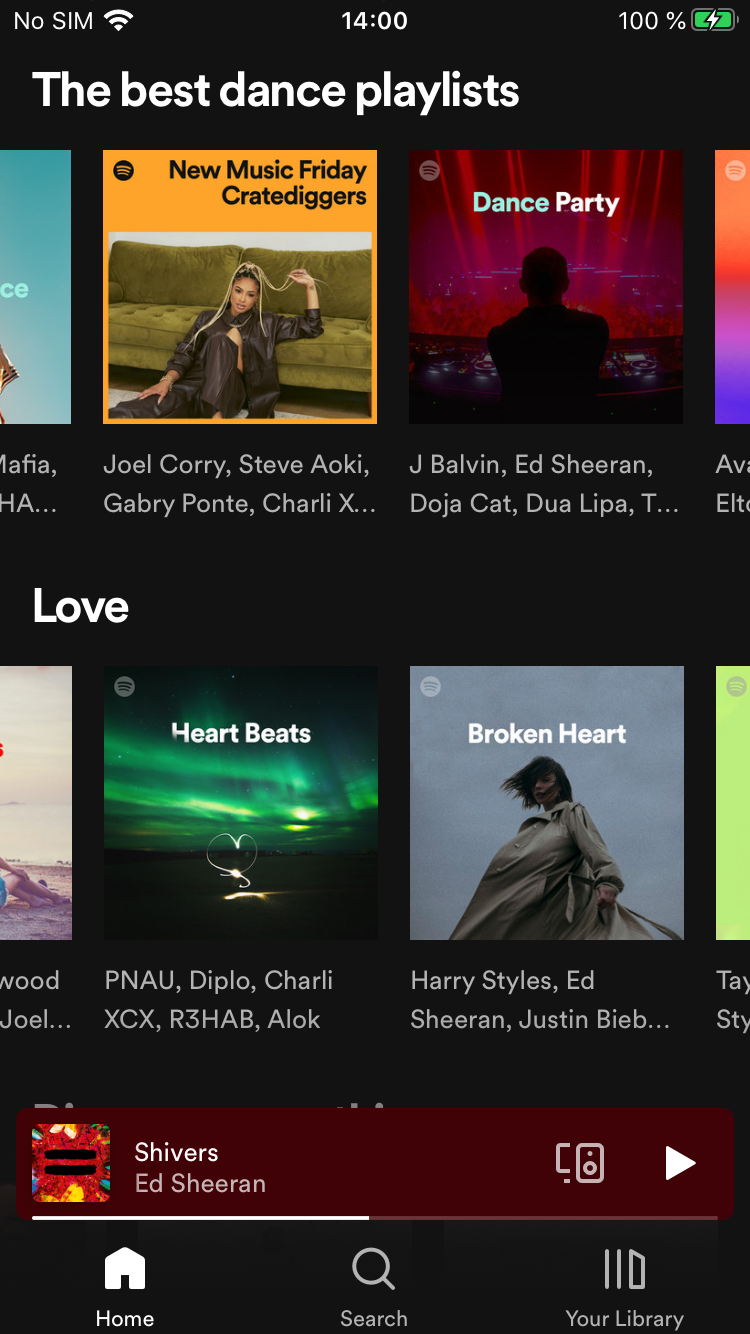 No SIM 14:00 100 %
The best dance playlists
New Music Friday
Cratediggers
Dance Party
ce
Mafia,
HA...
Joel Corry, Steve Aoki,
Gabry Ponte, Charli X...
J Balvin, Ed Sheeran,
Doja Cat, Dua Lipa, T...
Ava
Elto
Love
s
Heart Beats
Broken Heart
wood
Joel...
PNAU, Diplo, Charli
XCX, R3HAB, Alok
Harry Styles, Ed
Sheeran, Justin Bieb...
Tay
Sty
Shivers
Ed Sheeran
Home
Search
Your Library